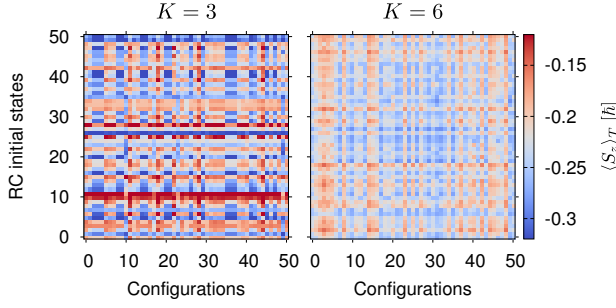 K = 3
K = 6
50
40
30
20
10
0
RC initial states
0 10 20 30 40 50
0 10 20 30 40 50
Configurations
Configurations
-0.15
-0.2
-0.25
-0.3
⟨S_z⟩_T [ħ]